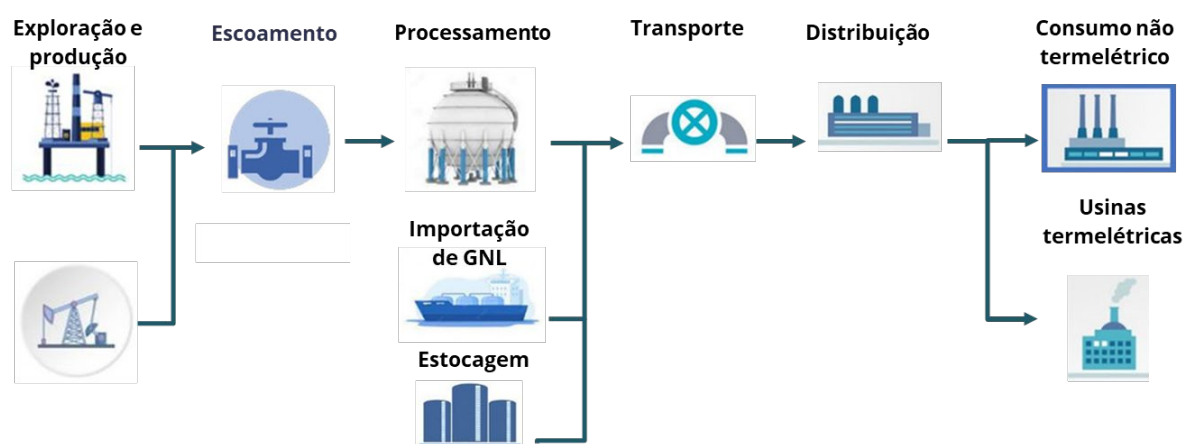 Exploração e
produção
Escoamento
Processamento
Transporte
Distribuição
Consumo não
termelétrico
Importação
de GNL
Usinas
termelétricas
Estocagem